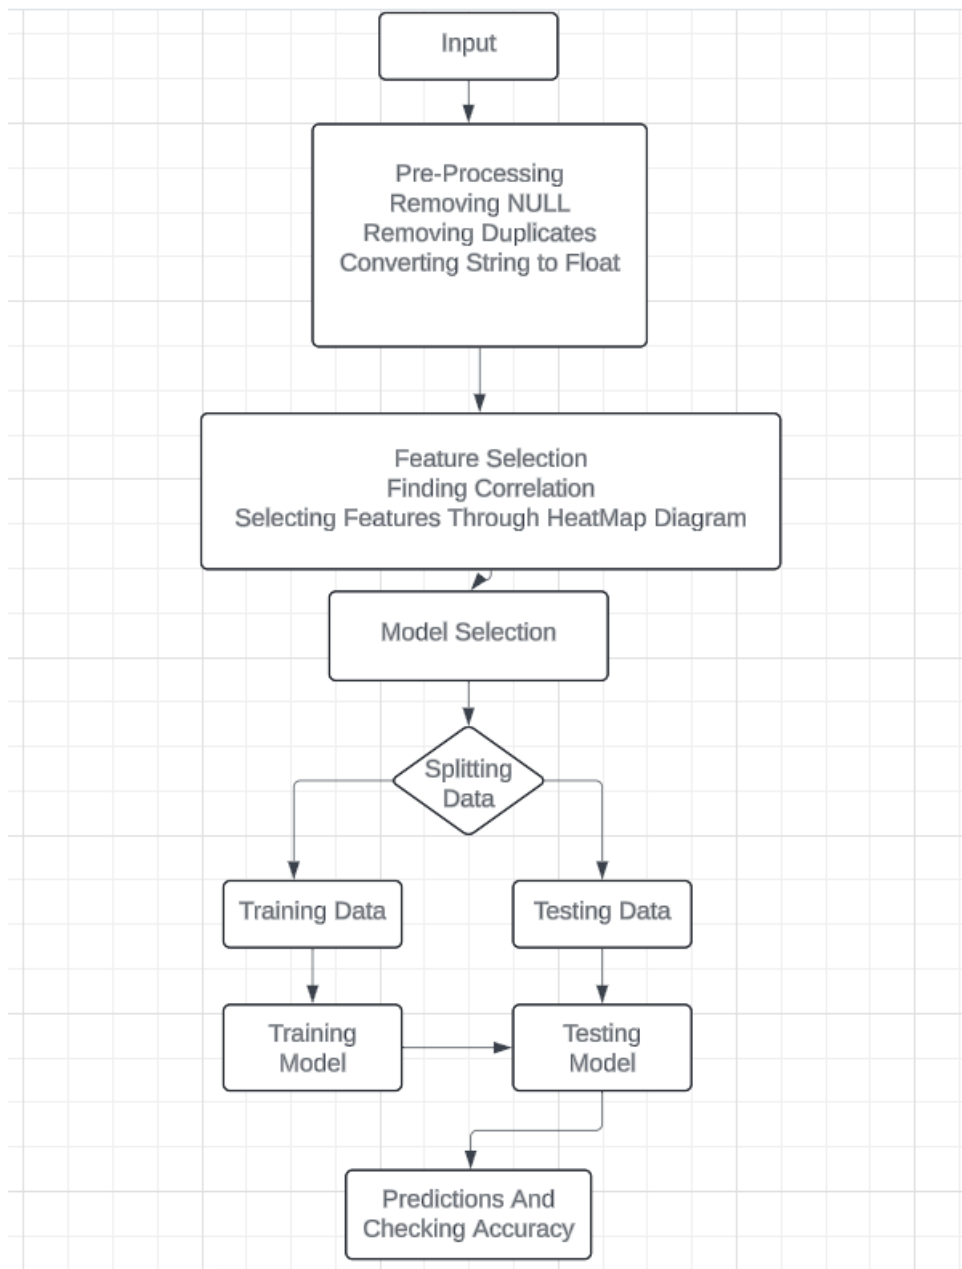 Input
Pre-Processing
Removing NULL
Removing Duplicates
Converting String to Float
Feature Selection
Finding Correlation
Selecting Features Through HeatMap Diagram
Model Selection
Splitting
Data
Training Data
Testing Data
Training
Model
Testing
Model
Predictions And
Checking Accuracy